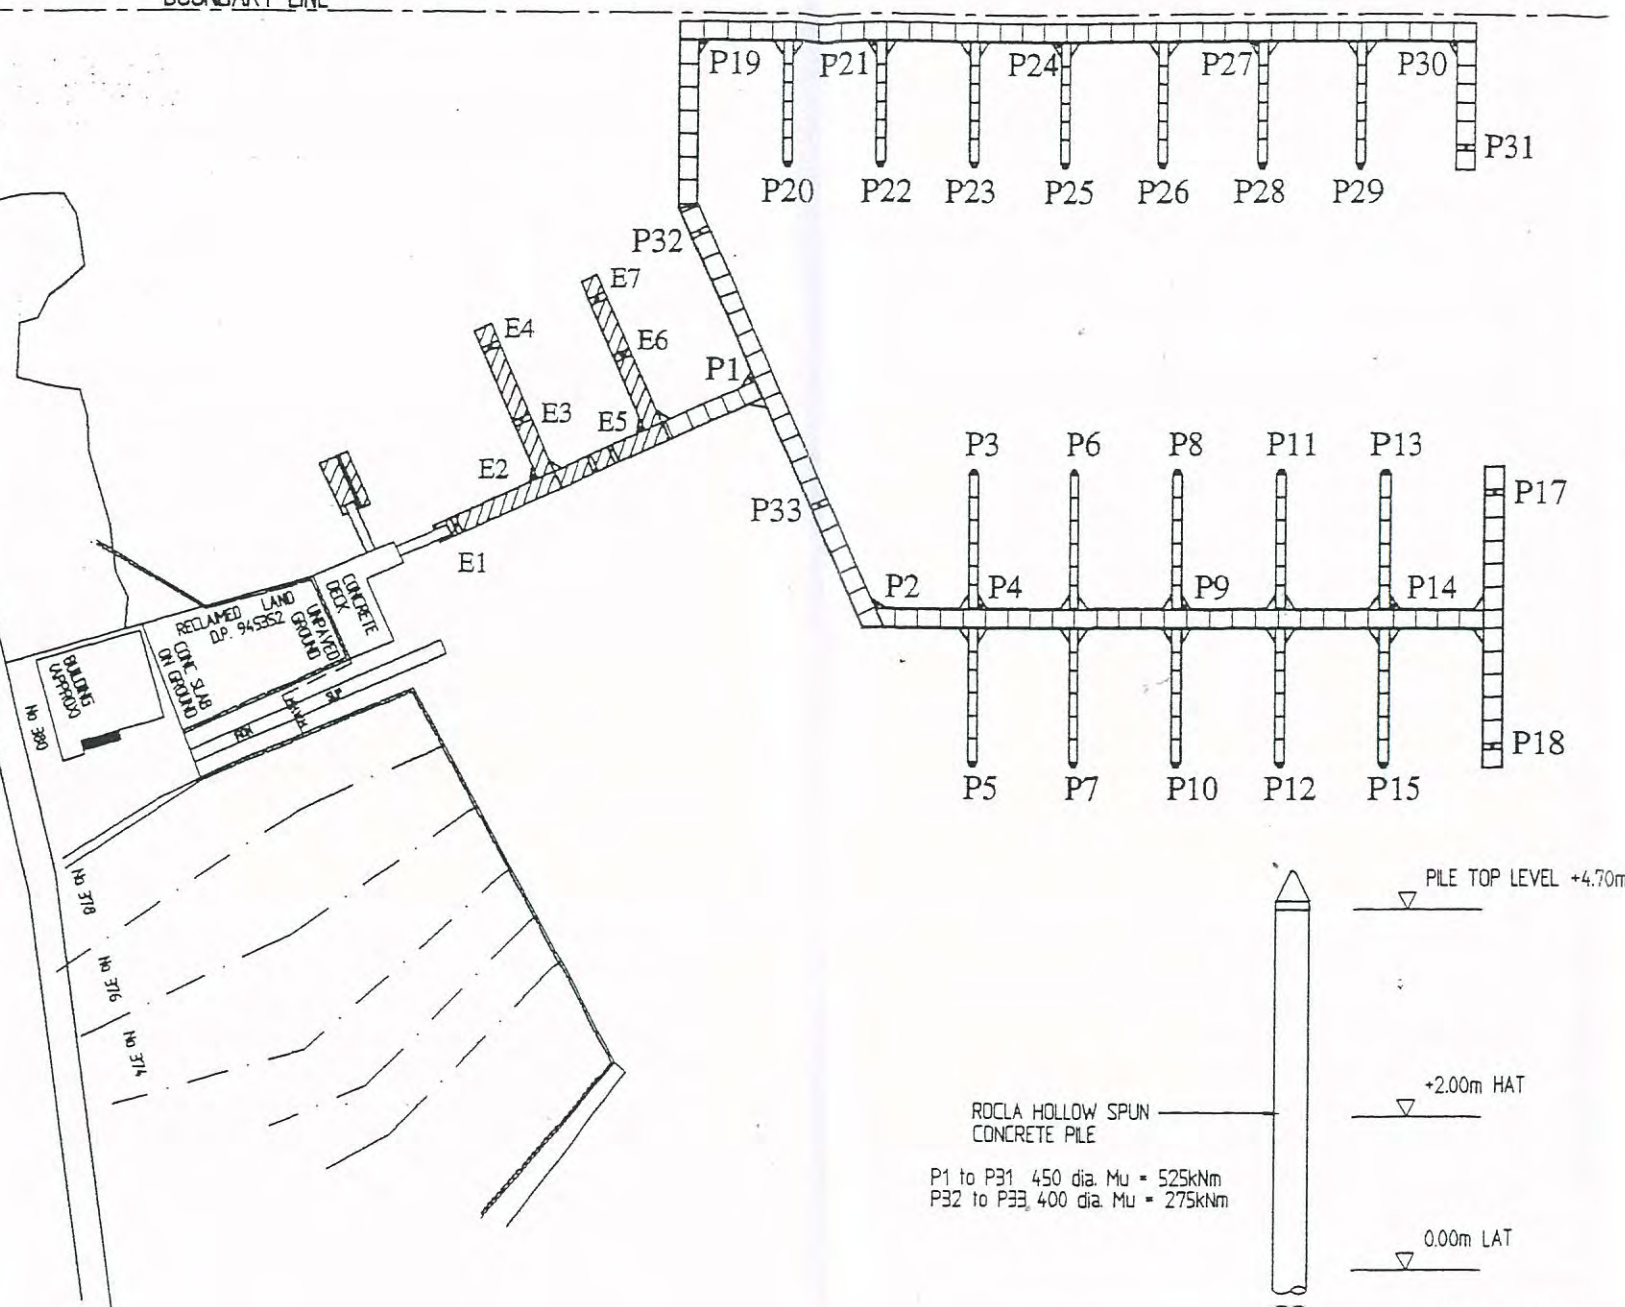 BOUNDARY LINE
P19
P21
P24
P27
P30
P31
P20
P22
P23
P25
P26
P28
P29
P32
E7
E4
E6
P1
E3
E5
E2
P3
P6
P8
P11
P13
P17
P33
E1
P2
P4
P9
P14
CONCRETE
DECK
RECLAIMED LAND
D.P. 945352
UNPAVED
GROUND
CONC SLAB
ON GROUND
BUILDING
(APPROX)
No 380
RAMP
P18
P5
P7
P10
P12
P15
No 378
No 376
No 374
PILE TOP LEVEL +4.70m
+2.00m HAT
ROCLA HOLLOW SPUN
CONCRETE PILE
P1 to P31 450 dia. Mu = 525kNm
P32 to P33 400 dia. Mu = 275kNm
0.00m LAT